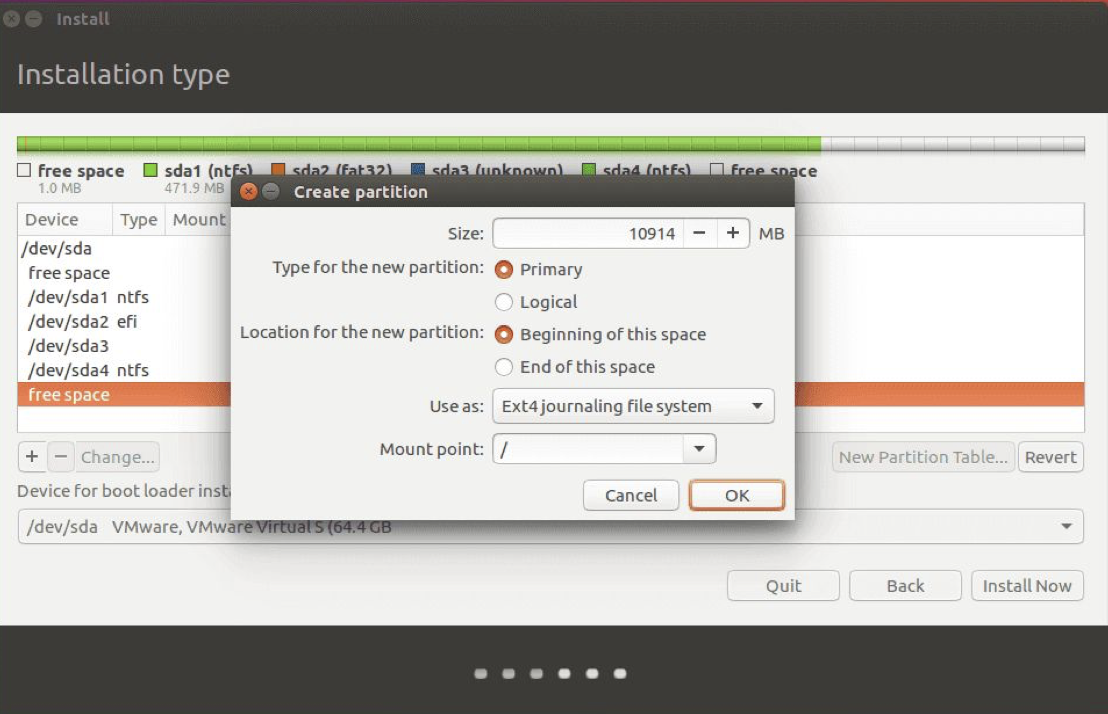 Install
Installation type
free space sda1 (ntfs) sda2 (fat32) sda3 (unknown) sda4 (ntfs) free space
1.0 MB 471.9 MB
Create partition
Device Type Mount
/dev/sda
free space
/dev/sda1 ntfs
/dev/sda2 efi
/dev/sda3
/dev/sda4 ntfs
free space
Size: 10914 - + MB
Type for the new partition: Primary
Logical
Location for the new partition: Beginning of this space
End of this space
Use as: Ext4 journaling file system
Mount point: /
Cancel OK
+ - Change... New Partition Table... Revert
Device for boot loader insta
/dev/sda VMware, VMware Virtual S (64.4 GB
Quit Back Install Now